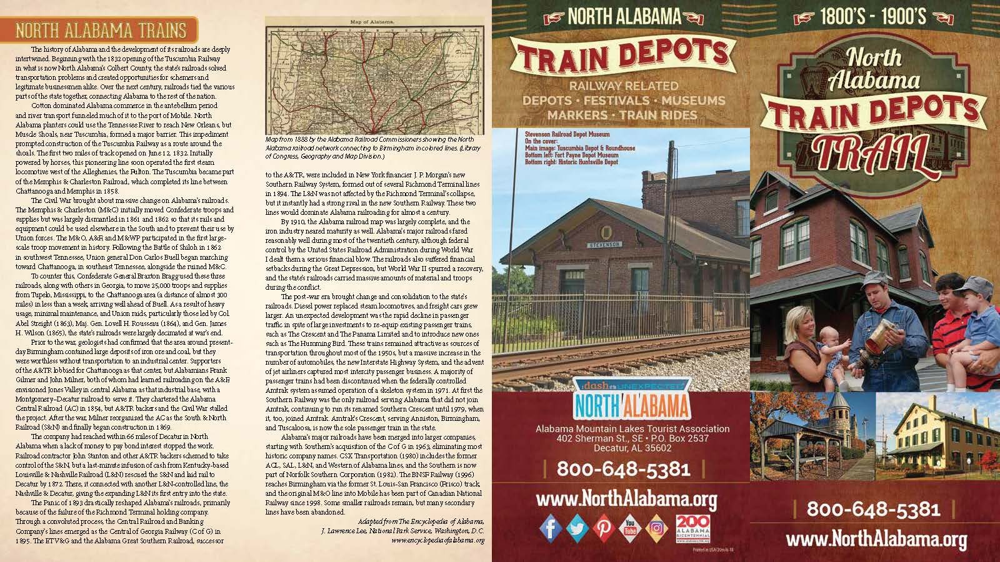 NORTH ALABAMA TRAINS
The history of Alabama and the development of its railroads are deeply
intertwined. Beginning with the 1832 opening of the Tuscumbia Railway
in what is now North Alabama's Colbert County, the state's railroads solved
transportation problems and created opportunities for schemers and
legitimate businessmen alike. Over the next century, railroads tied the various
parts of the state together, connecting Alabama to the rest of the nation.
Cotton dominated Alabama commerce in the antebellum period
and river transport funneled much of it to the port of Mobile. North
Alabama planters could use the Tennessee River to reach New Orleans, but
Muscle Shoals, near Tuscumbia, formed a major barrier. This impediment
prompted construction of the Tuscumbia Railway as a route around the
shoals. The first two miles of track opened on June 12, 1832. Initially
powered by horses, this pioneering line soon operated the first steam
locomotive west of the Alleghenies, the Fulton. The Tuscumbia became part
of the Memphis & Charleston Railroad, which completed its line between
Chattanooga and Memphis in 1858.
The Civil War brought about massive change on Alabama's railroads.
The Memphis & Charleston (M&C) initially moved Confederate troops and
supplies but was largely dismantled in 1861 and 1862 so that its rails and
equipment could be used elsewhere in the South and to prevent their use by
Union forces. The M&O, A&F, and M&WP participated in the first large-
scale troop movement in history. Following the Battle of Shiloh in 1862
in southwest Tennessee, Union general Don Carlos Buell began marching
toward Chattanooga, in southeast Tennessee, alongside the ruined M&C.
To counter this, Confederate General Braxton Bragg used these three
railroads, along with others in Georgia, to move 25,000 troops and supplies
from Tupelo, Mississippi, to the Chattanooga area (a distance of almost 300
miles) in less than a week, arriving well ahead of Buell. As a result of heavy
usage, minimal maintenance, and Union raids, particularly those led by Col.
Abel Streight (1863), Maj. Gen. Lovell H. Rousseau (1864), and Gen. James
H. Wilson (1865), the state's railroads were largely decimated at war's end.
Prior to the war, geologists had confirmed that the area around present-
day Birmingham contained large deposits of iron ore and coal, but they
were worthless without transportation to an industrial center. Supporters
of the A&TR lobbied for Chattanooga as that center, but Alabamians Frank
Gilmer and John Milner, both of whom had learned railroading on the A&F,
envisioned Jones Valley in central Alabama as that industrial base, with a
Montgomery–Decatur railroad to serve it. They chartered the Alabama
Central Railroad (AC) in 1854, but A&TR backers and the Civil War stalled
the project. After the war, Milner reorganized the AC as the South & North
Railroad (S&N) and finally began construction in 1869.
The company had reached within 66 miles of Decatur in North
Alabama when a lack of money to pay bond interest stopped the work.
Railroad contractor John Stanton and other A&TR backers schemed to take
control of the S&N, but a last-minute infusion of cash from Kentucky-based
Louisville & Nashville Railroad (L&N) rescued the S&N and laid rail to
Decatur by 1872. There, it connected with another L&N-controlled line, the
Nashville & Decatur, giving the expanding L&N its first entry into the state.
The Panic of 1893 drastically reshaped Alabama's railroads, primarily
because of the failure of the Richmond Terminal holding company.
Through a convoluted process, the Central Railroad and Banking
Company's lines emerged as the Central of Georgia Railway (C of G) in
1895. The ETV&G and the Alabama Great Southern Railroad, successor
Map of Alabama.
Map from 1888 by the Alabama Railroad Commissioners showing the North
Alabama railroad network connecting to Birmingham in colored lines. (Library
of Congress, Geography and Map Division.)
to the A&TR, were included in New York financier J. P. Morgan's new
Southern Railway System, formed out of several Richmond Terminal lines
in 1894. The L&N was not affected by the Richmond Terminal's collapse,
but it instantly had a strong rival in the new Southern Railway. These two
lines would dominate Alabama railroading for almost a century.
By 1910, the Alabama railroad map was largely complete, and the
iron industry neared maturity as well. Alabama's major railroads fared
reasonably well during most of the twentieth century, although federal
control by the United States Railroad Administration during World War
I dealt them a serious financial blow. The railroads also suffered financial
setbacks during the Great Depression, but World War II spurred a recovery,
and the state's railroads carried massive amounts of material and troops
during the conflict.
The post-war era brought change and consolidation to the state's
railroads. Diesel power replaced steam locomotives, and freight cars grew
larger. An unexpected development was the rapid decline in passenger
traffic in spite of large investments to re-equip existing passenger trains,
such as The Crescent and The Panama Limited and to introduce new ones
such as The Humming Bird. These trains remained attractive as sources of
transportation throughout most of the 1950s, but a massive increase in the
number of automobiles, the new Interstate Highway System, and the advent
of jet airliners captured most intercity passenger business. A majority of
passenger trains had been discontinued when the federally controlled
Amtrak system assumed operation of a skeleton system in 1971. At first the
Southern Railway was the only railroad serving Alabama that did not join
Amtrak, continuing to run its renamed Southern Crescent until 1979, when
it, too, joined Amtrak. Amtrak's Crescent, serving Anniston, Birmingham,
and Tuscaloosa, is now the sole passenger train in the state.
Alabama's major railroads have been merged into larger companies,
starting with Southern's acquisition of the C of G in 1963, eliminating most
historic company names. CSX Transportation (1980) includes the former
ACL, SAL, L&N, and Western of Alabama lines, and the Southern is now
part of Norfolk Southern Corporation (1982). The BNSF Railway (1996)
reaches Birmingham via the former St. Louis-San Francisco (Frisco) track,
and the original M&O line into Mobile has been part of Canadian National
Railway since 1998. Some smaller railroads remain, but many secondary
lines have been abandoned.
Adapted from The Encyclopedia of Alabama,
J. Lawrence Lee, National Park Service, Washington, D.C.
www.encyclopediaofalabama.org
NORTH ALABAMA
TRAIN DEPOTS
RAILWAY RELATED
DEPOTS • FESTIVALS • MUSEUMS
MARKERS • TRAIN RIDES
Stevenson Railroad Depot Museum
On the cover:
Main image: Tuscumbia Depot & Roundhouse
Bottom left: Fort Payne Depot Museum
Bottom right: Historic Huntsville Depot
STEVENSON
a dash of the UNEXPECTED
NORTH ALABAMA
Alabama Mountain Lakes Tourist Association
402 Sherman St., SE • P.O. Box 2537
Decatur, AL 35602
800-648-5381
www.NorthAlabama.org
You
Tube
200
ALABAMA
BICENTENNIAL
Printed in USA/20m/6-18
1800'S - 1900'S
North
Alabama
TRAIN DEPOTS
TRAIL
800-648-5381
www.NorthAlabama.org